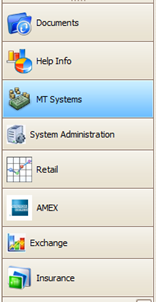 Documents
Help Info
MT Systems
System Administration
Retail
AMEX
Exchange
Insurance